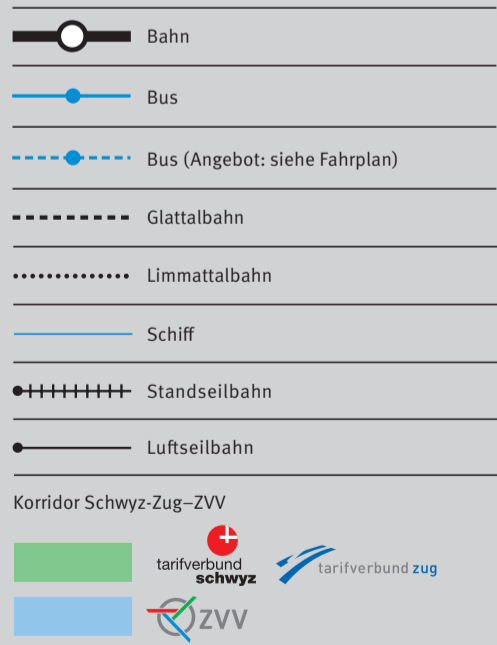 Bahn
Bus
Bus (Angebot: siehe Fahrplan)
Glattalbahn
Limmattalbahn
Schiff
Standseilbahn
Luftseilbahn
Korridor Schwyz-Zug–ZVV
tarifverbund
schwyz
tarifverbund zug
ZVV